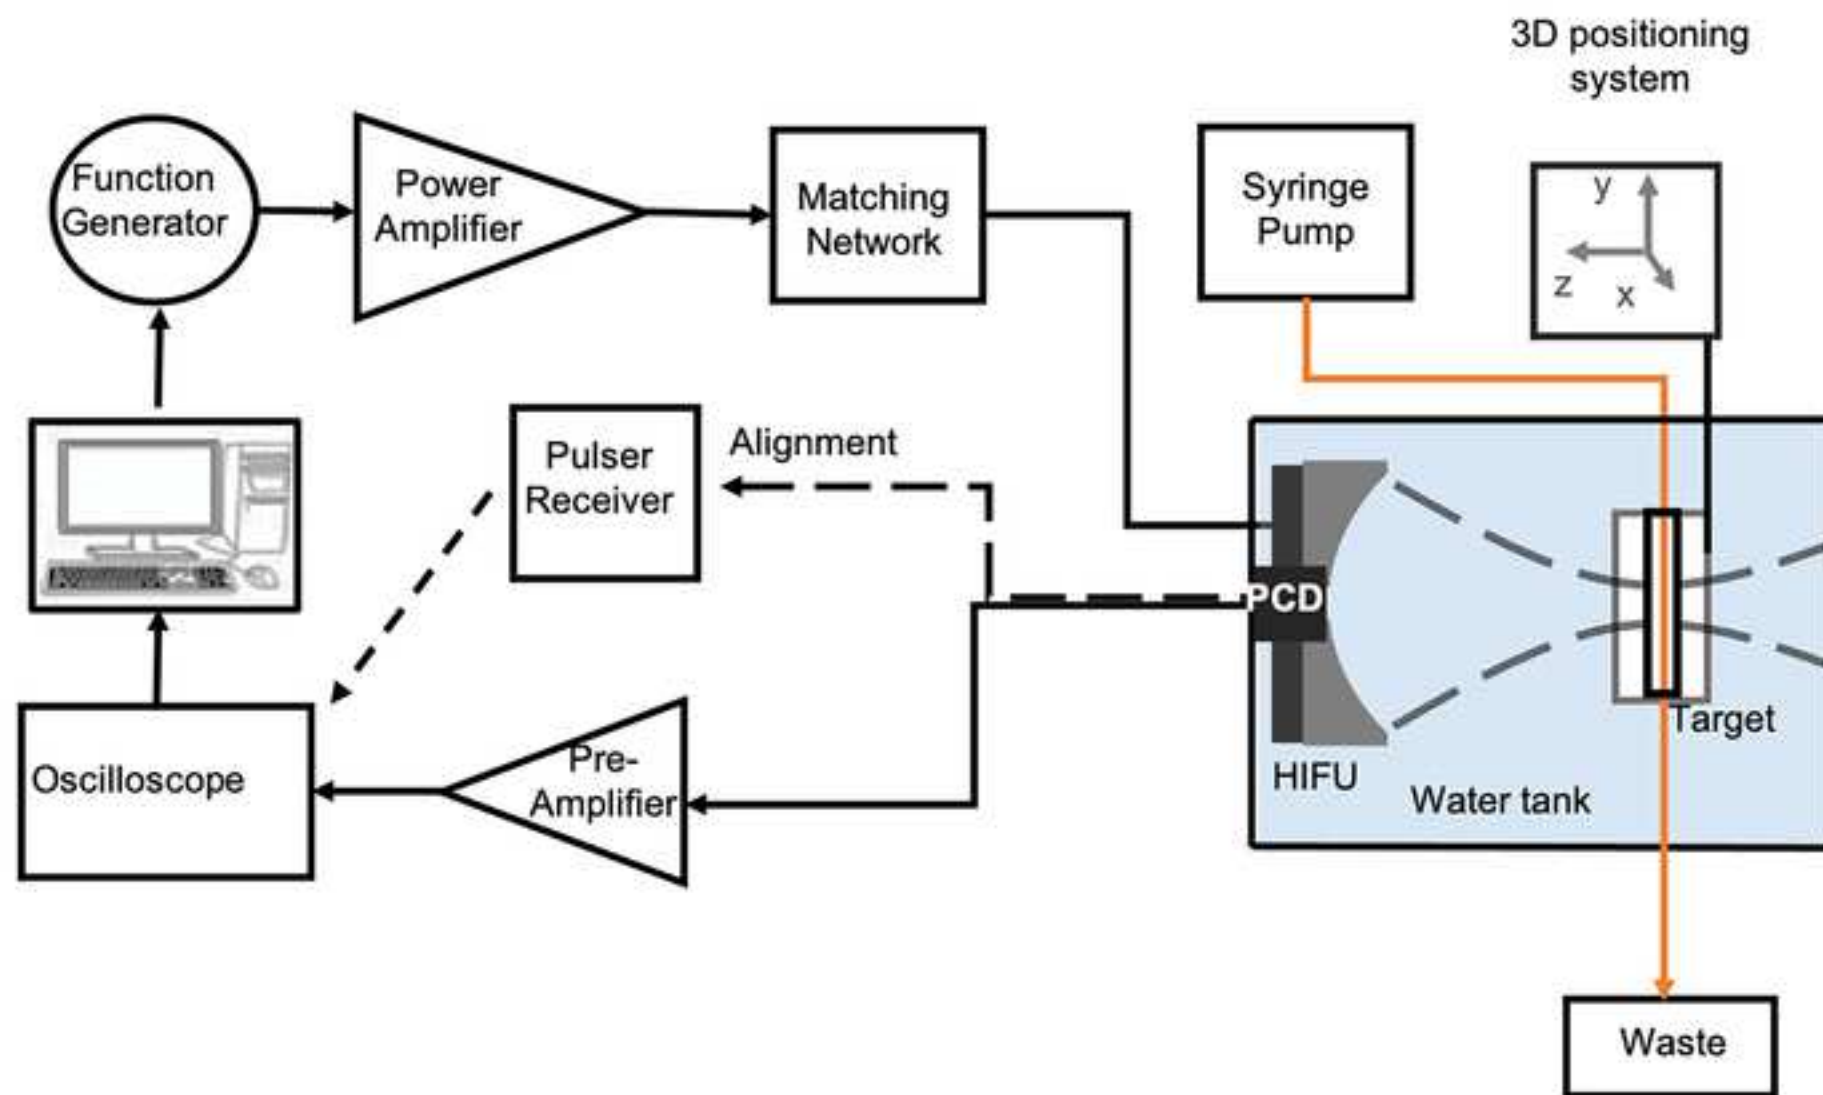 3D positioning
system
Function
Generator
Power
Amplifier
Matching
Network
Syringe
Pump
y
z
x
Pulser
Receiver
Alignment
PCD
Target
HIFU
Water tank
Oscilloscope
Pre-
Amplifier
Waste